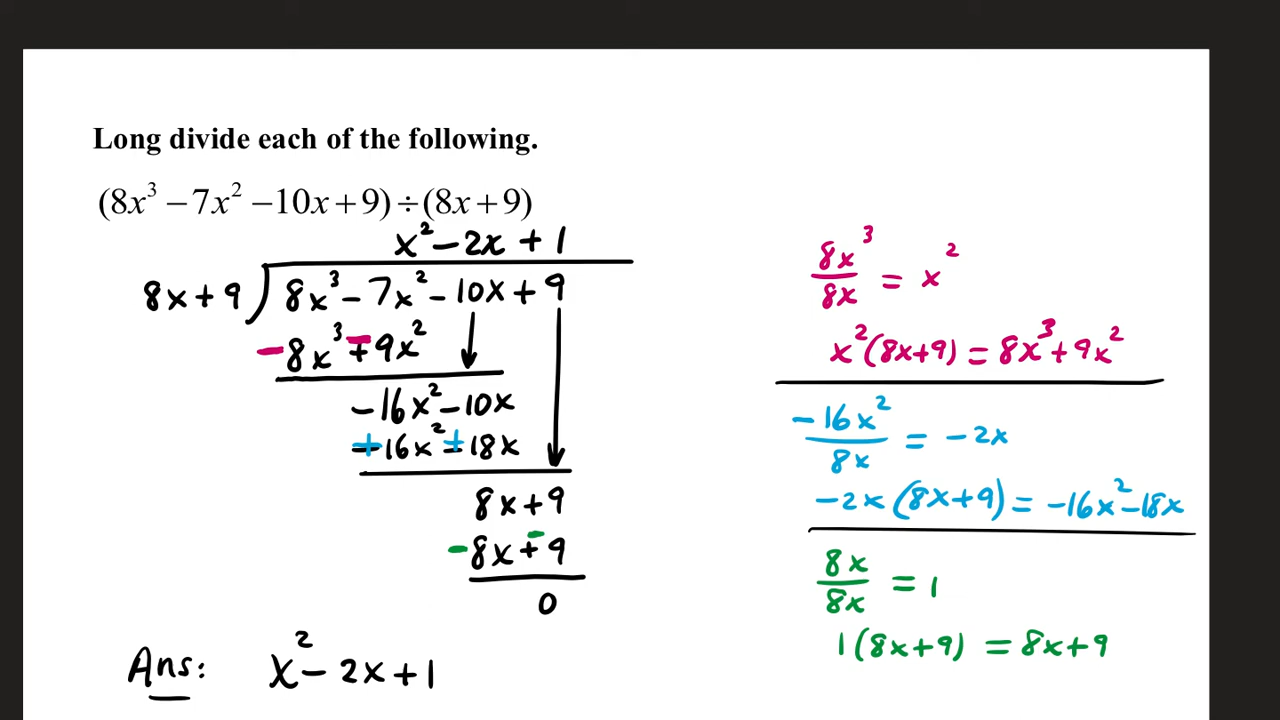 Long divide each of the following.
(8x³ − 7x² − 10x + 9) ÷ (8x + 9)
x² − 2x + 1
8x + 9 ) 8x³ − 7x² − 10x + 9
− 8x³ + − 9x²
−16x² − 10x
− + 16x² − + 18x
8x + 9
− 8x + − 9
0
Ans: x² − 2x + 1
8x³/8x = x²
x²(8x+9) = 8x³ + 9x²
−16x²/8x = −2x
−2x(8x+9) = −16x² − 18x
8x/8x = 1
1(8x+9) = 8x+9